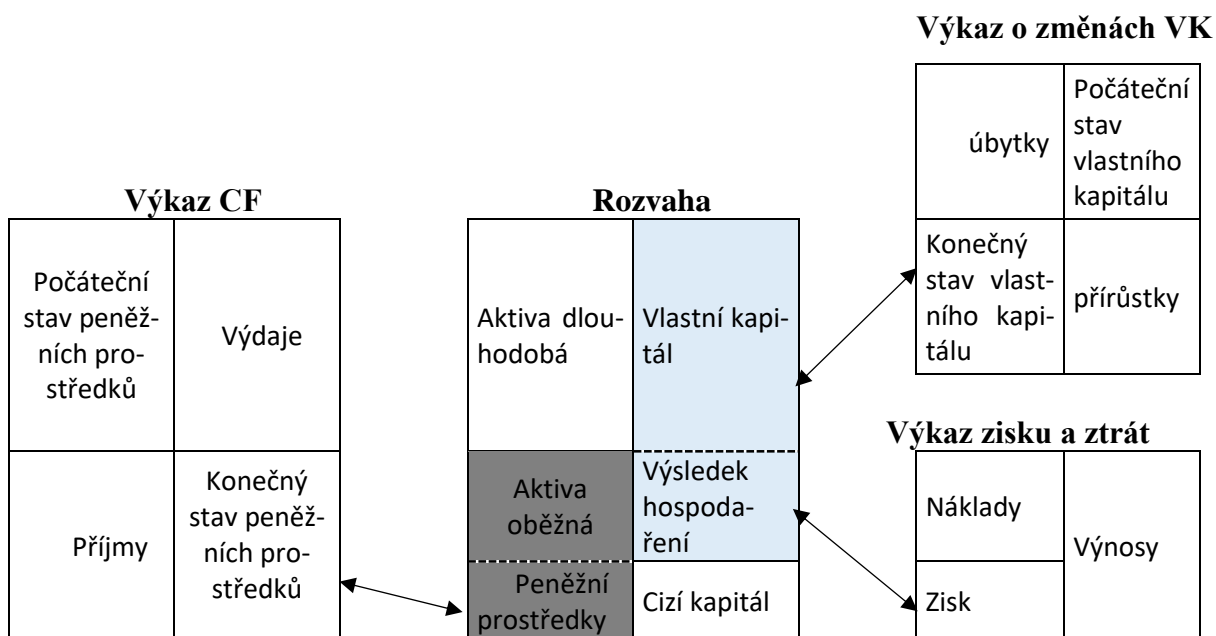 Výkaz o změnách VK
úbytky
Počáteční
stav
vlastního
kapitálu
Konečný
stav vlast-
ního kapi-
tálu
přírůstky
Výkaz CF
Počáteční
stav peněž-
ních pro-
středků
Výdaje
Příjmy
Konečný
stav peněž-
ních pro-
středků
Rozvaha
Aktiva dlou-
hodobá
Vlastní kapi-
tál
Aktiva
oběžná
Výsledek
hospoda-
ření
Peněžní
prostředky
Cizí kapitál
Výkaz zisku a ztrát
Náklady
Výnosy
Zisk